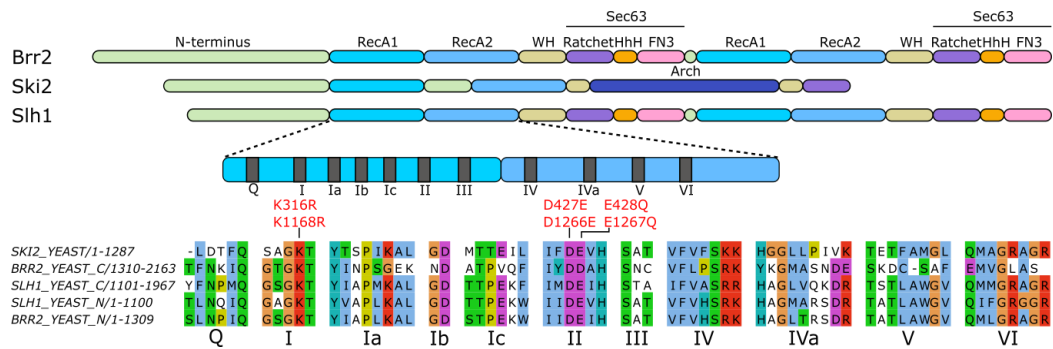 Sec63 Sec63
N-terminus RecA1 RecA2 WH Ratchet HhH FN3 RecA1 RecA2 WH Ratchet HhH FN3
Brr2
Arch
Ski2
Slh1
Q I Ia Ib Ic II III IV IVa V VI
K316R D427E E428Q
K1168R D1266E E1267Q
SKI2_YEAST/1-1287 -LDTFQ SAGKT YTSPIKAL GD MTTEIL IFDEVH SAT VFVFSKK HGGLLPIVK TETFAMGL QMAGRAGR
BRR2_YEAST_C/1310-2163 TFNKIQ GTGKT YINPSGEK ND ATPVQF IYDDAH SNC VFLPSRK YKGMASNDE SKDC-SAF EMVGLAS
SLH1_YEAST_C/1101-1967 YFNPMQ GSGKT YIAPMKAL GD TTPEKI IMDEIH STA IFVASRR HAGMARSDR TSTLAWGV QMIGRAGR
SLH1_YEAST_N/1-1100 TLNQIQ GAGKT YVAPLKAL GD TTPEKW IIDEVH SAT VFVHSRK HAGMARSDR TATLAWGV QIFGRGGR
BRR2_YEAST_N/1-1309 SLNPIQ GSGKT YIAPLKAL GD STPEKW IIDEIH SAT VFVHSRK HAGLTRSDR TATLAWGV QMLGRAGR
Q I Ia Ib Ic II III IV IVa V VI